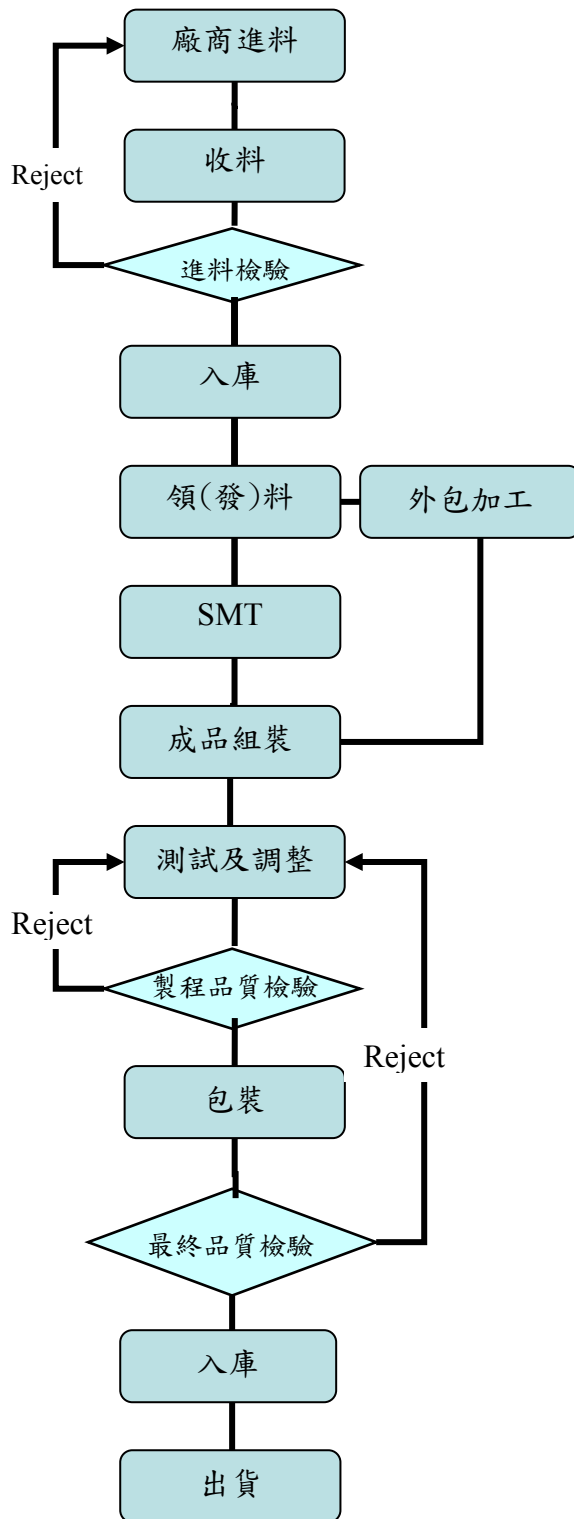 廠商進料
收料
Reject
進料檢驗
入庫
領(發)料
外包加工
SMT
成品組裝
測試及調整
Reject
製程品質檢驗
Reject
包裝
最終品質檢驗
入庫
出貨